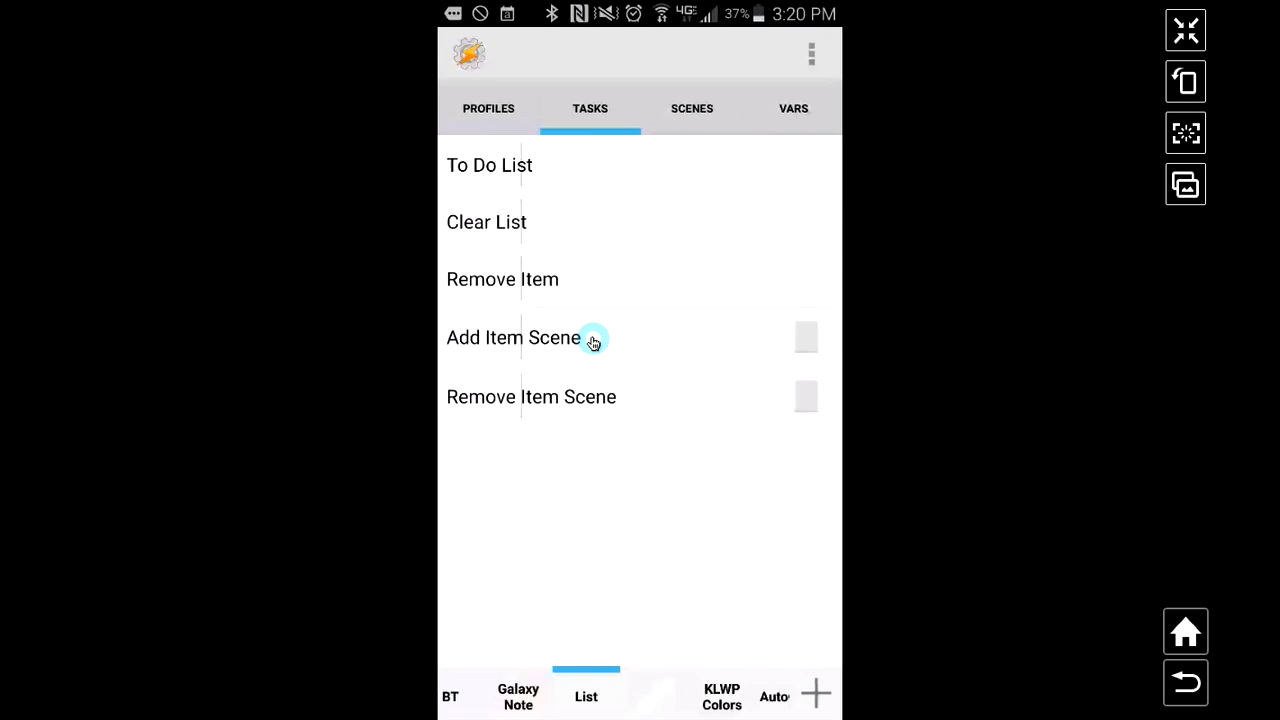 4GE 37% 3:20 PM
PROFILES TASKS SCENES VARS
To Do List
Clear List
Remove Item
Add Item Scene
Remove Item Scene
BT Galaxy Note List KLWP Colors Auto